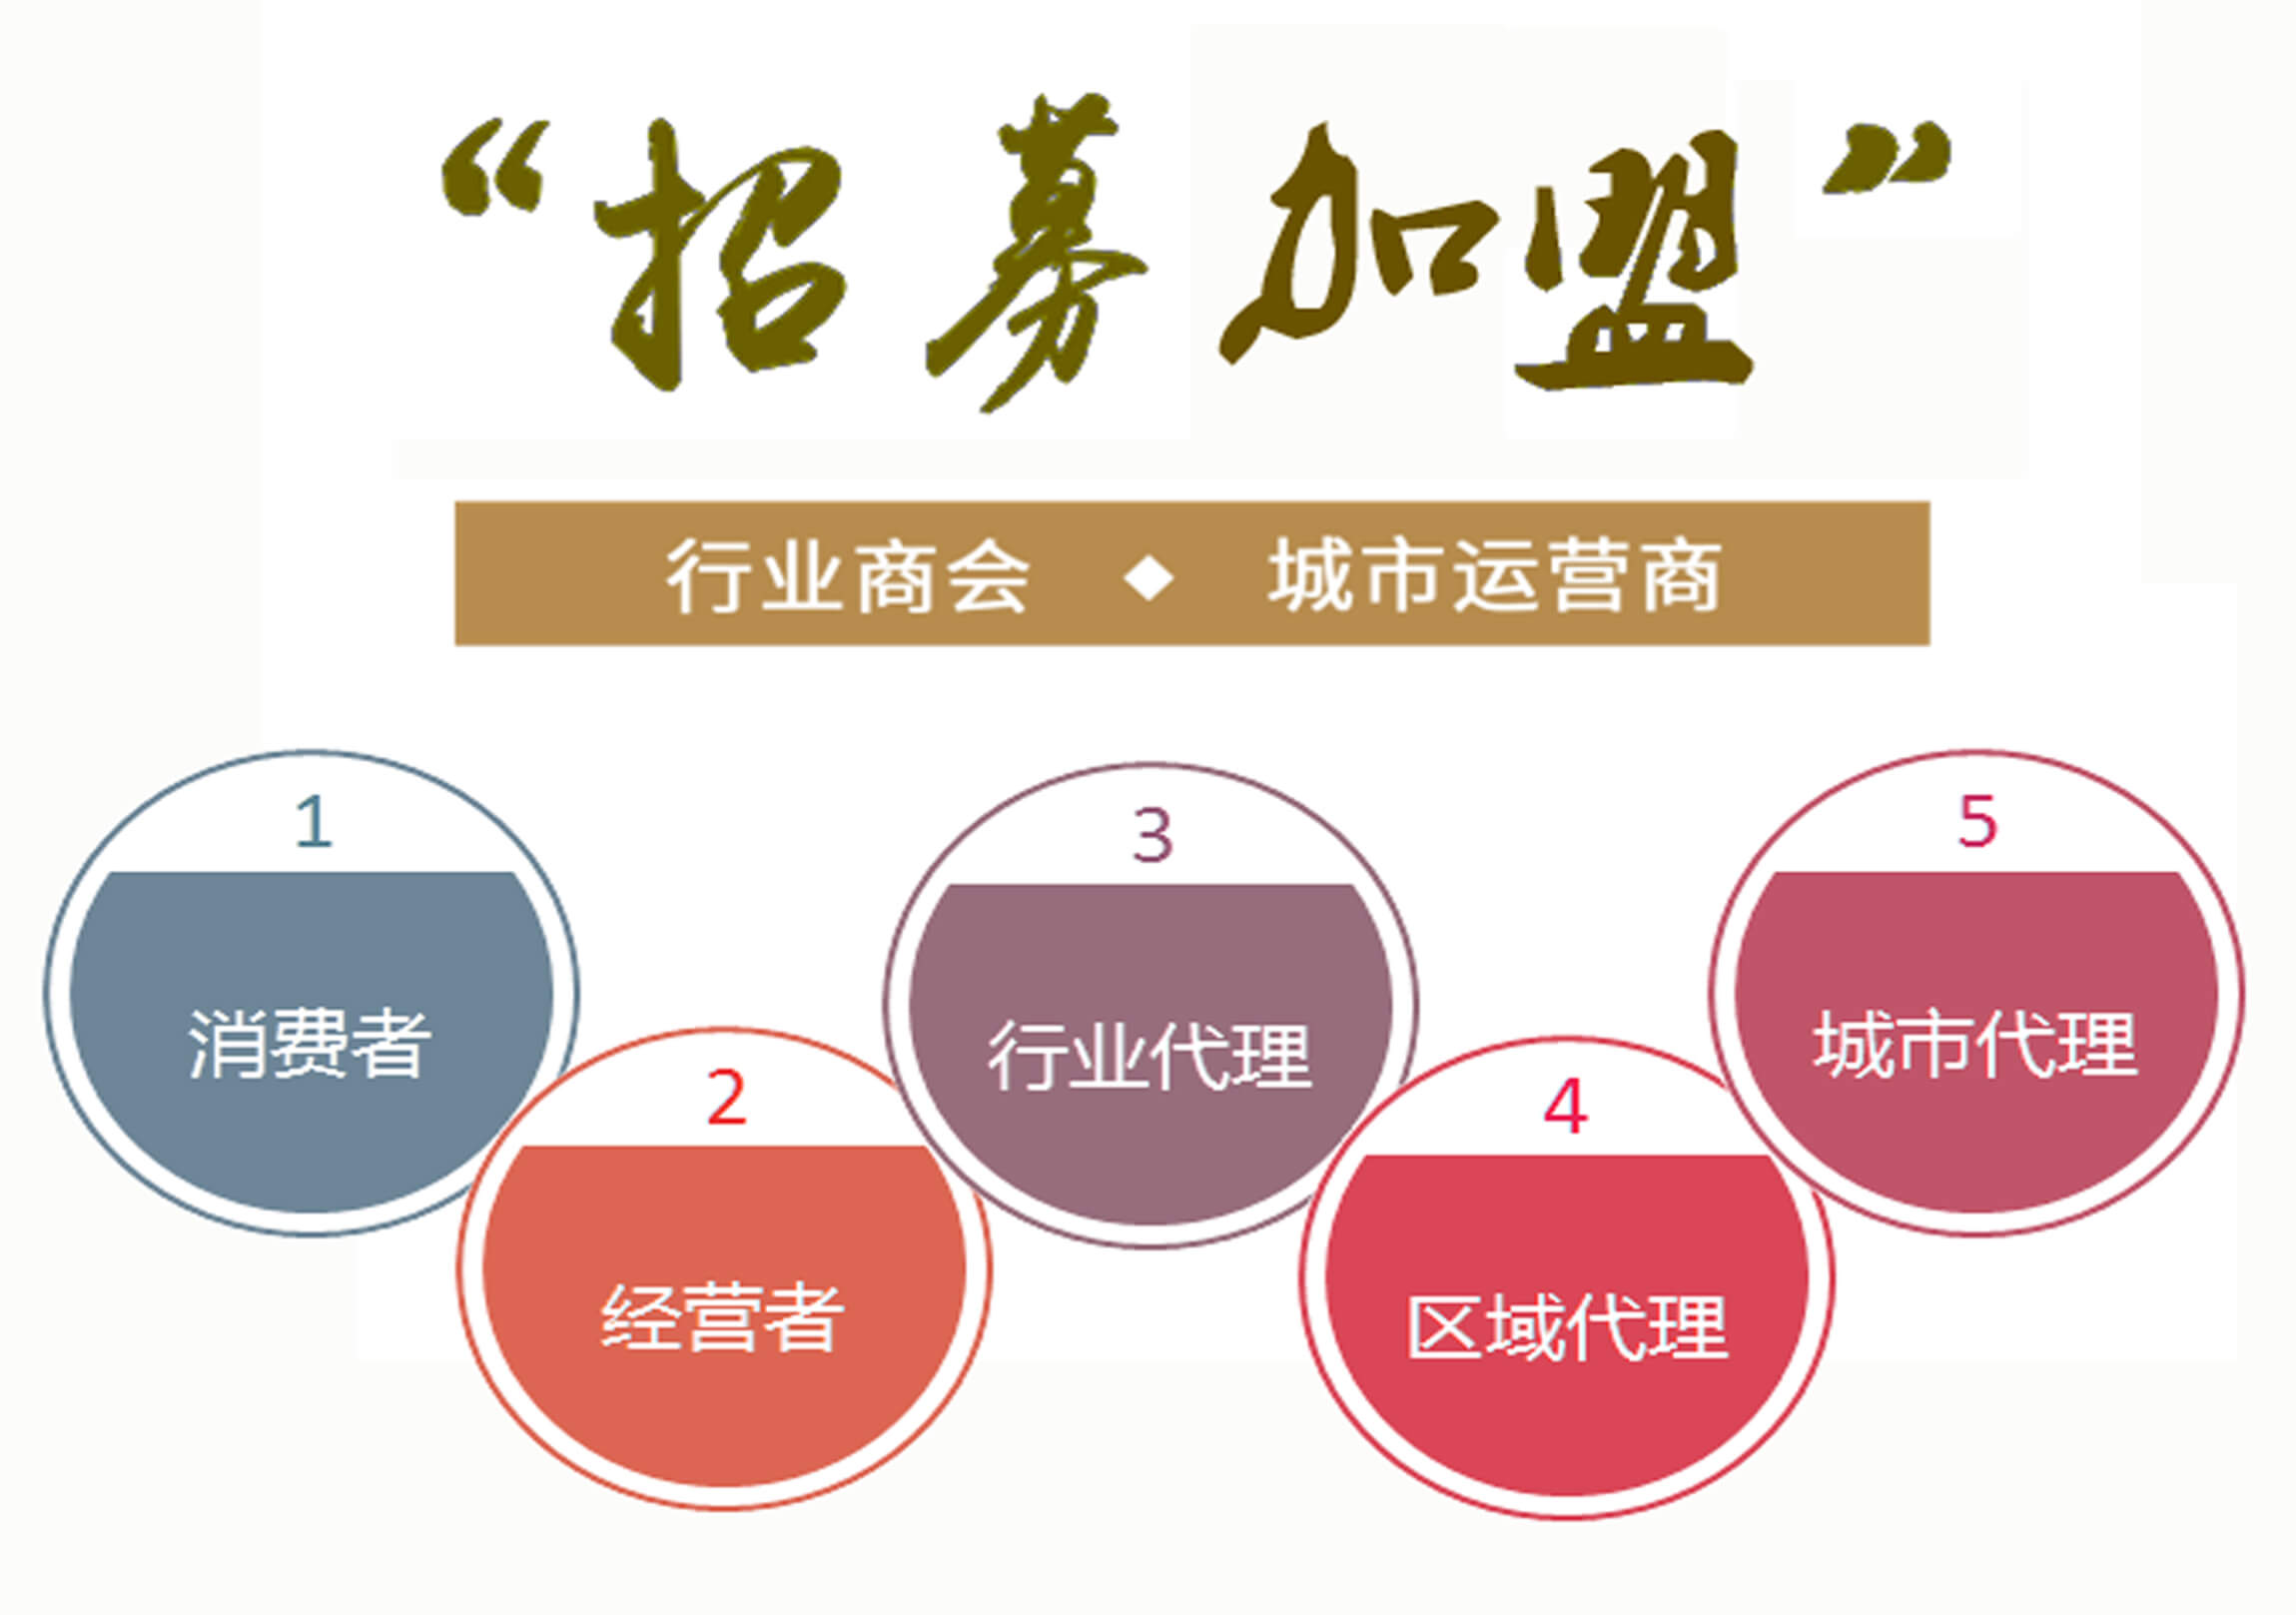 “招募加盟”
行业商会 ◆ 城市运营商
1
消费者
2
经营者
3
行业代理
4
区域代理
5
城市代理